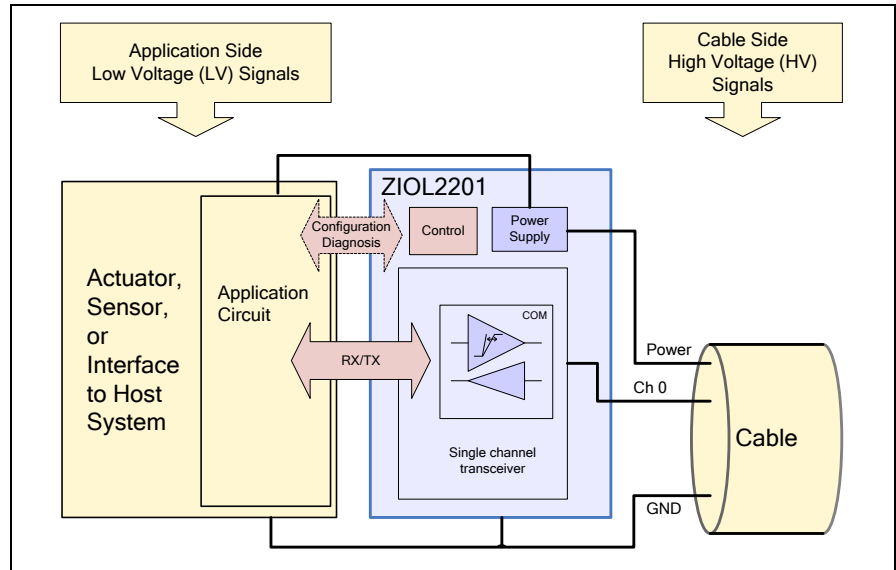 Application Side
Low Voltage (LV) Signals
Cable Side
High Voltage (HV)
Signals
ZIOL2201
Configuration
Diagnosis
Control
Power
Supply
Actuator,
Sensor,
or
Interface
to Host
System
Application
Circuit
COM
RX/TX
Single channel
transceiver
Power
Ch 0
GND
Cable